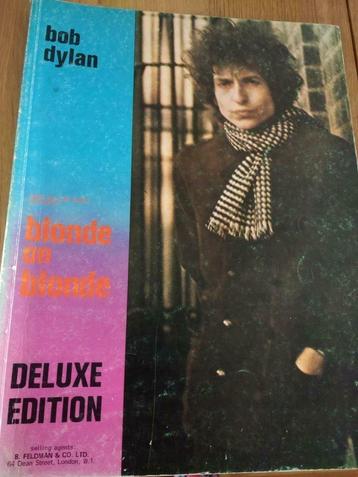 bob
dylan
blonde
on
blonde
DELUXE
EDITION
selling agents:
B. FELDMAN & CO. LTD.
64 Dean Street, London, W.1.